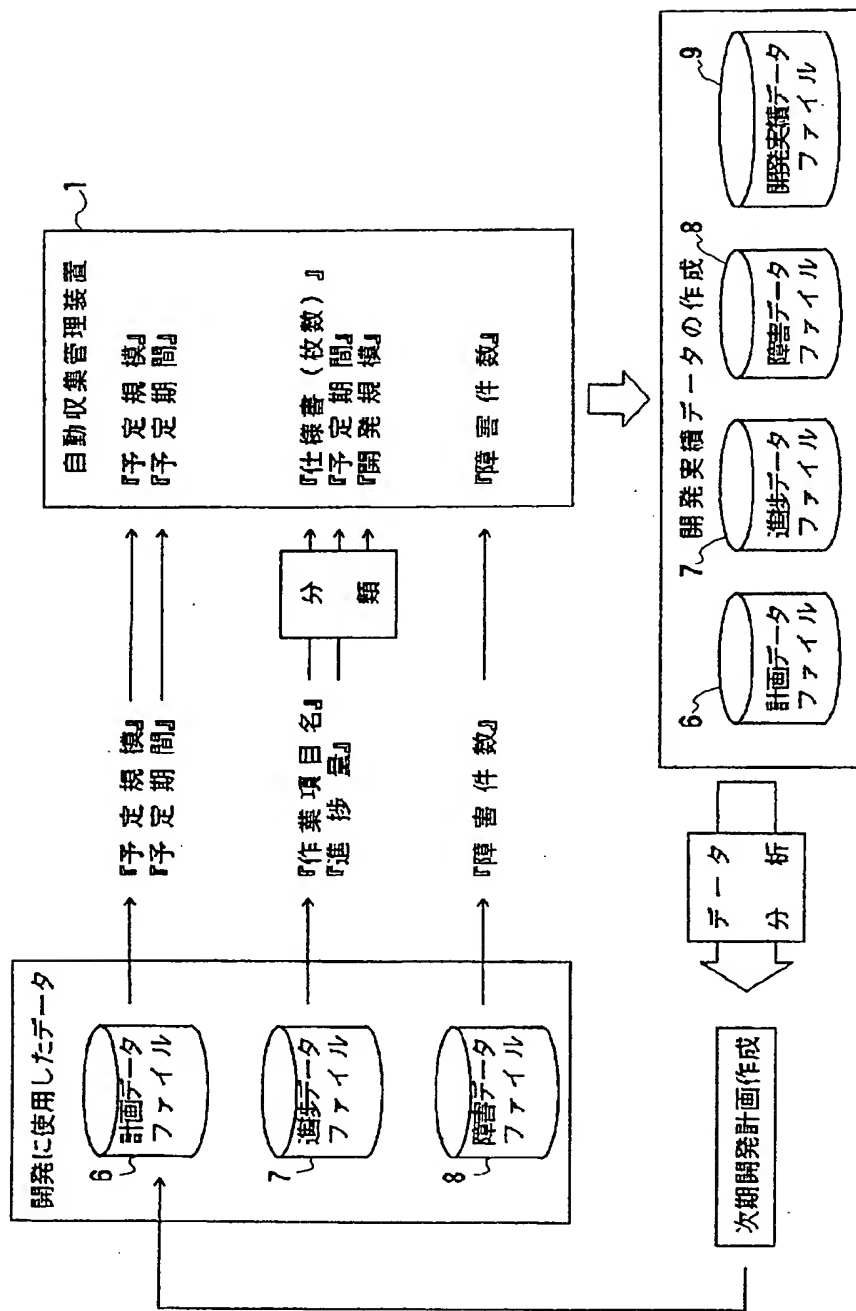 開発に使用したデータ
6
計画データ
ファイル
7
進捗データ
ファイル
8
障害データ
ファイル
『予定規模』
『予定期間』
『作業項目名』
『進捗量』
『障害件数』
分類
自動収集管理装置
1
『予定規模』
『予定期間』
『仕様書（枚数）』
『予定期間』
『開発規模』
『障害件数』
次期開発計画作成
データ
分析
開発実績データの作成
6
計画データ
ファイル
7
進捗データ
ファイル
8
障害データ
ファイル
9
開発実績データ
ファイル